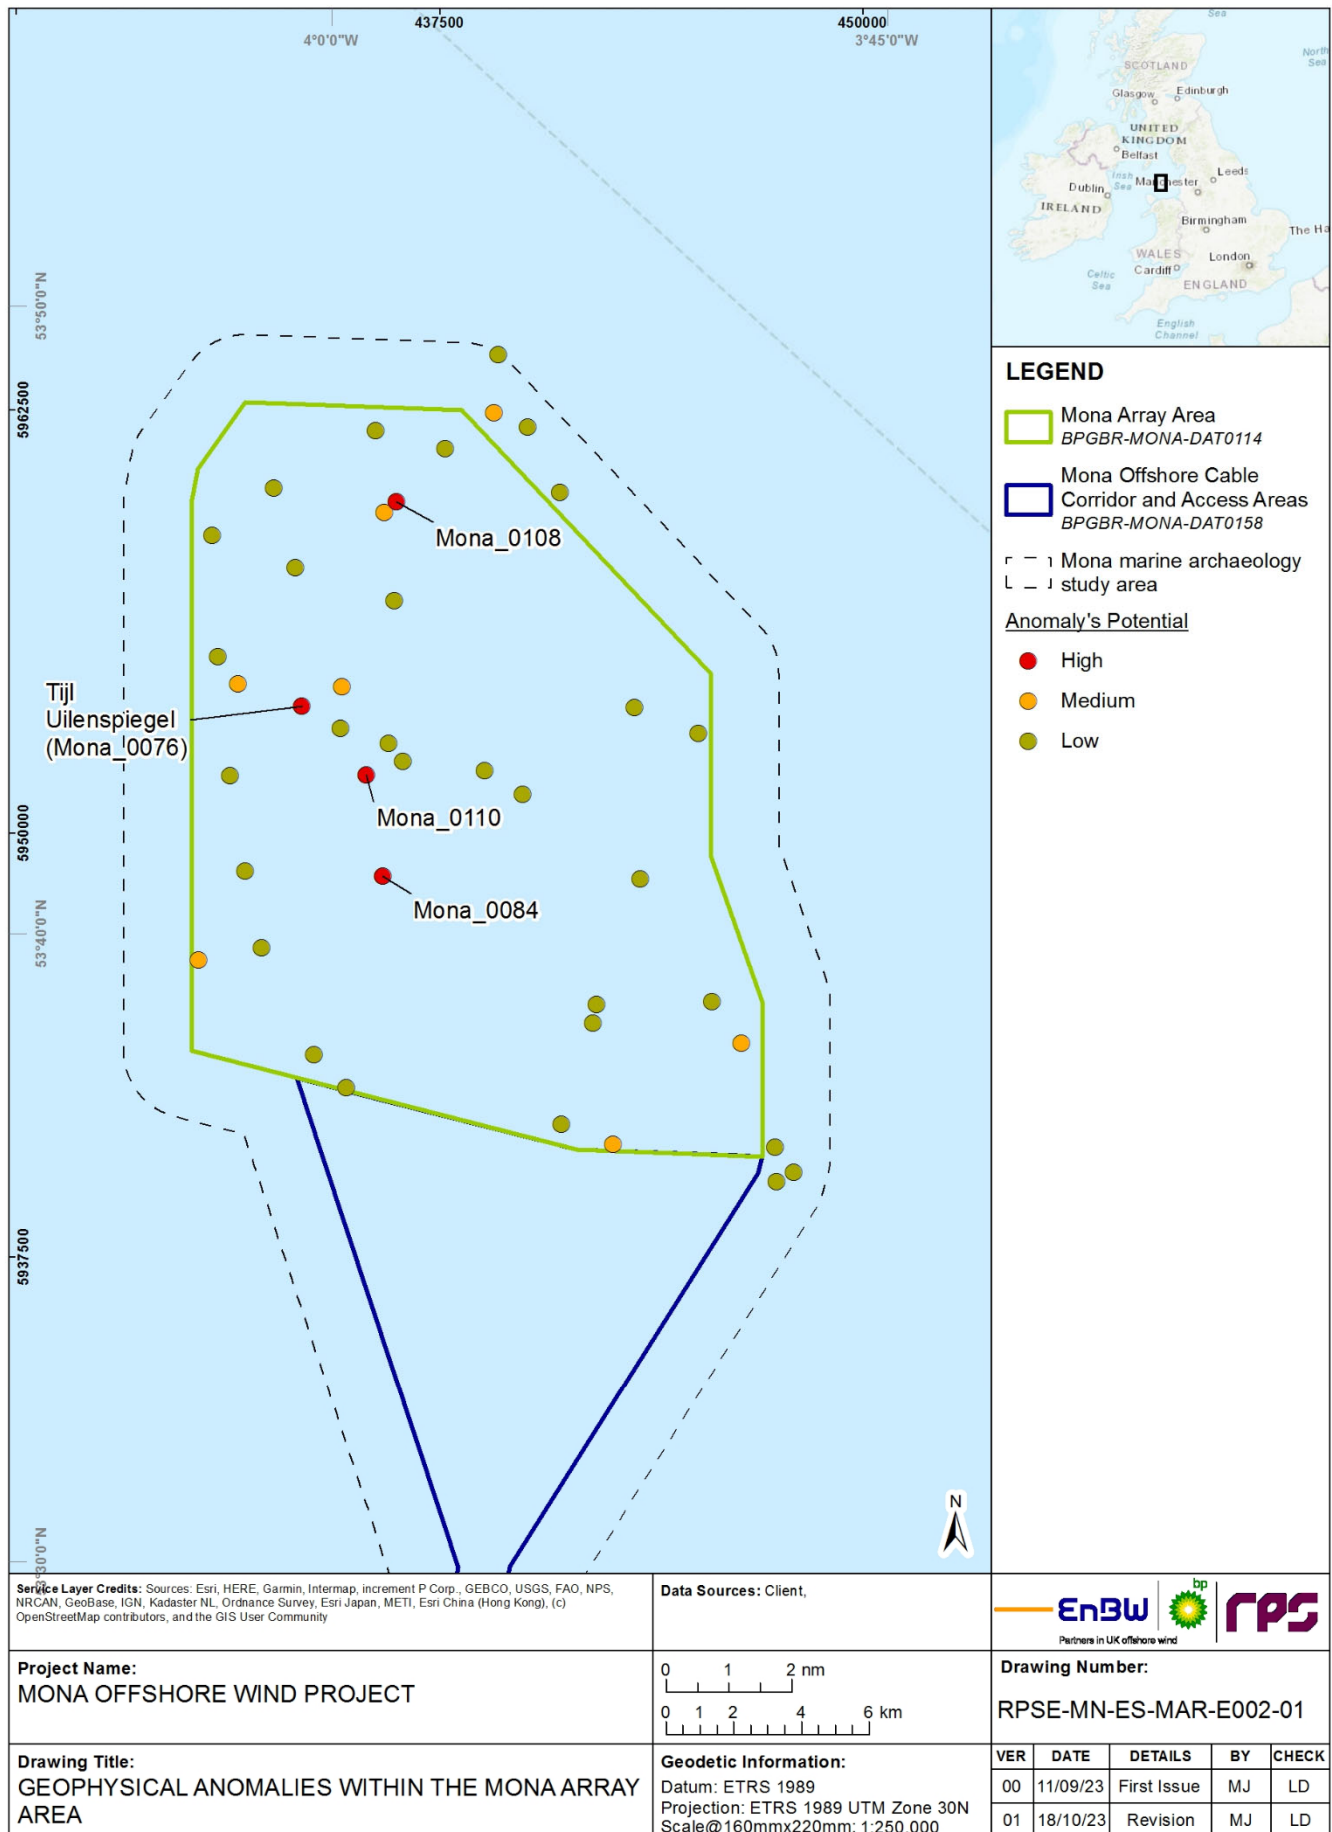 437500
450000
4°0'0"W
3°45'0"W
53°50'0"N
5962500
5950000
53°40'0"N
5937500
53°30'0"N
Mona_0108
Tijl
Uilenspiegel
(Mona_0076)
Mona_0110
Mona_0084
N
Sea
North
Sea
SCOTLAND
Glasgow
Edinburgh
UNITED
KINGDOM
Belfast
Irish
Sea
Manchester
Leeds
Dublin
IRELAND
Birmingham
The Ha
WALES
London
Cardiff
Celtic
Sea
ENGLAND
English
Channel
LEGEND
Mona Array Area
BPGBR-MONA-DAT0114
Mona Offshore Cable
Corridor and Access Areas
BPGBR-MONA-DAT0158
Mona marine archaeology
study area
Anomaly's Potential
High
Medium
Low
Service Layer Credits: Sources: Esri, HERE, Garmin, Intermap, increment P Corp., GEBCO, USGS, FAO, NPS,
NRCAN, GeoBase, IGN, Kadaster NL, Ordnance Survey, Esri Japan, METI, Esri China (Hong Kong), (c)
OpenStreetMap contributors, and the GIS User Community
Data Sources: Client,
EnBW
bp
rps
Partners in UK offshore wind
Project Name:
MONA OFFSHORE WIND PROJECT
0 1 2 nm
0 1 2 4 6 km
Drawing Number:
RPSE-MN-ES-MAR-E002-01
Drawing Title:
GEOPHYSICAL ANOMALIES WITHIN THE MONA ARRAY
AREA
Geodetic Information:
Datum: ETRS 1989
Projection: ETRS 1989 UTM Zone 30N
Scale@160mmx220mm: 1:250,000
VER DATE DETAILS BY CHECK
00 11/09/23 First Issue MJ LD
01 18/10/23 Revision MJ LD